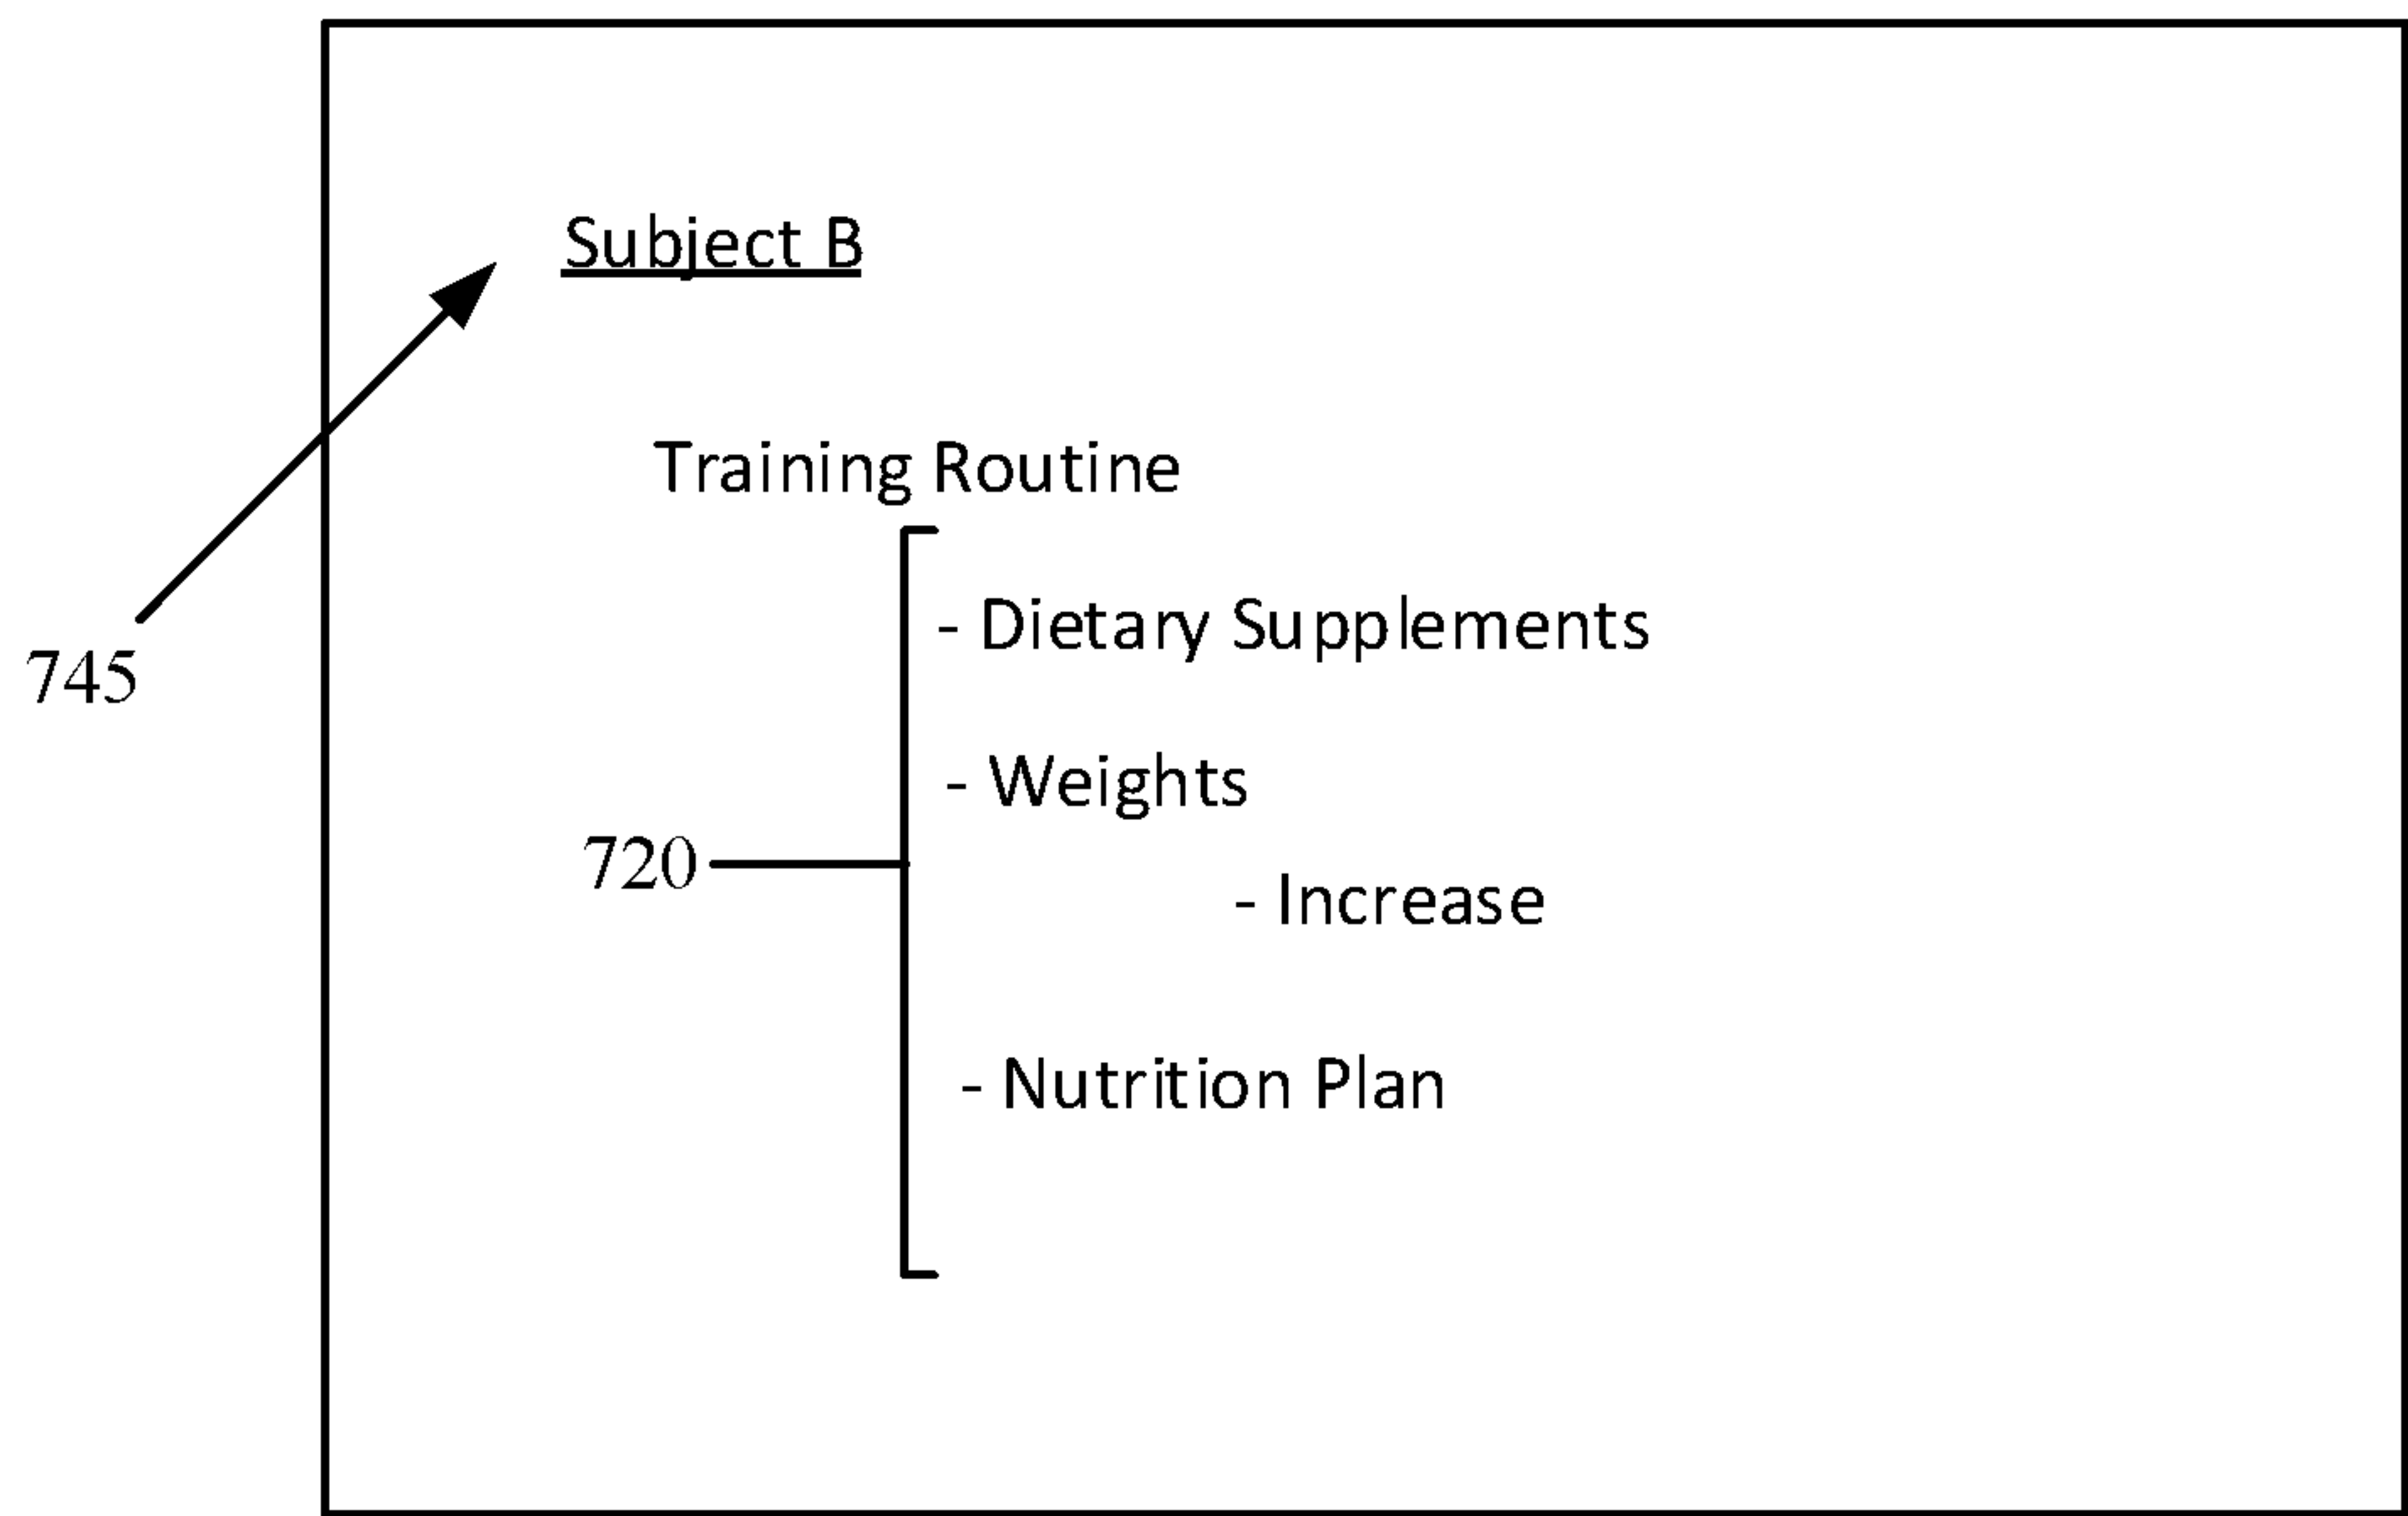 Subject B
Training Routine
- Dietary Supplements
745
- Weights
720
- Increase
- Nutrition Plan